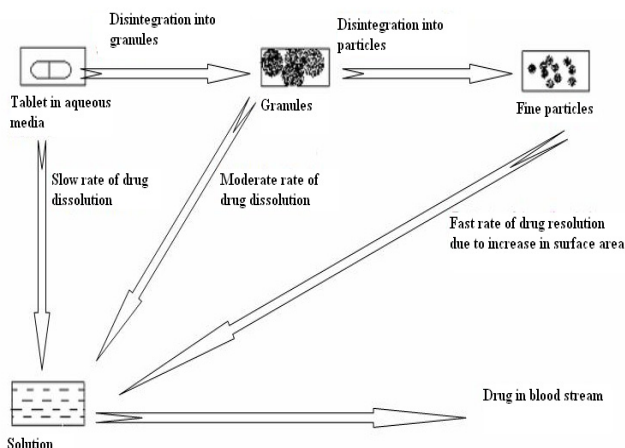 Disintegration into
granules
Disintegration into
particles
Tablet in aqueous
media
Granules
Fine particles
Slow rate of drug
dissolution
Moderate rate of
drug dissolution
Fast rate of drug resolution
due to increase in surface area
Drug in blood stream
Solution